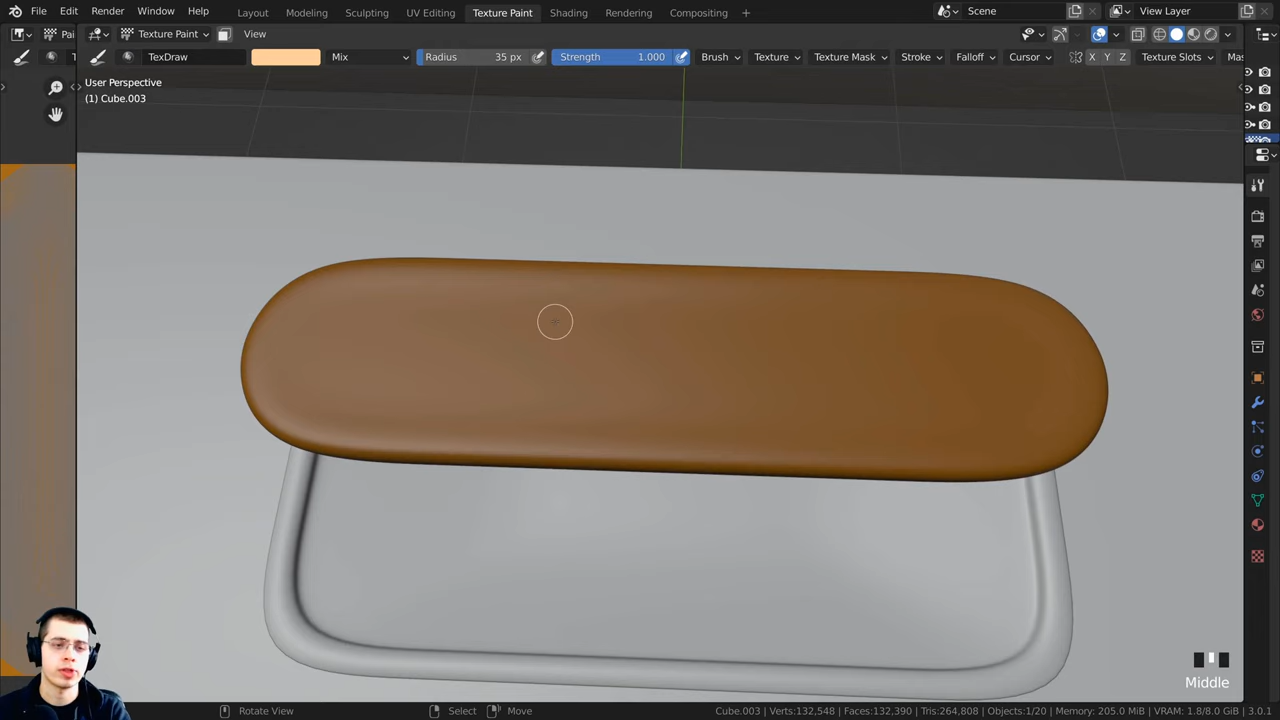 File Edit Render Window Help Layout Modeling Sculpting UV Editing Texture Paint Shading Rendering Compositing + Scene View Layer
Pai Texture Paint View
T TexDraw Mix Radius 35 px Strength 1.000 Brush Texture Texture Mask Stroke Falloff Cursor X Y Z Texture Slots Mas
User Perspective
(1) Cube.003
Middle
Rotate View Select Move Cube.003 | Verts:132,548 | Faces:132,390 | Tris:264,808 | Objects:1/20 | Memory: 205.0 MiB | VRAM: 1.8/8.0 GiB | 3.0.1